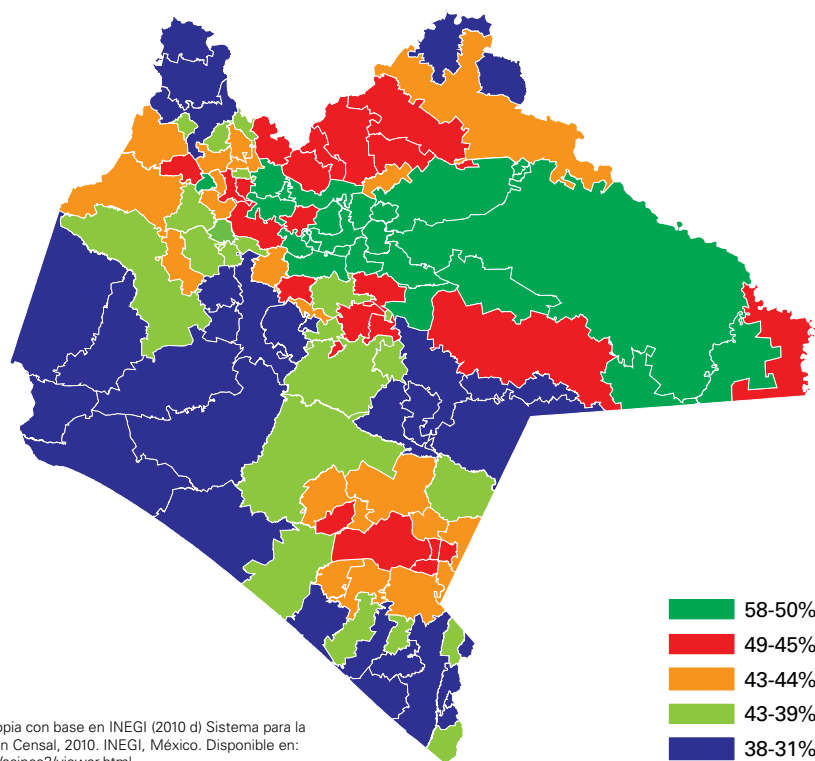 58-50%
49-45%
43-44%
43-39%
38-31%
opia con base en INEGI (2010 d) Sistema para la
n Censal, 2010. INEGI, México. Disponible en: